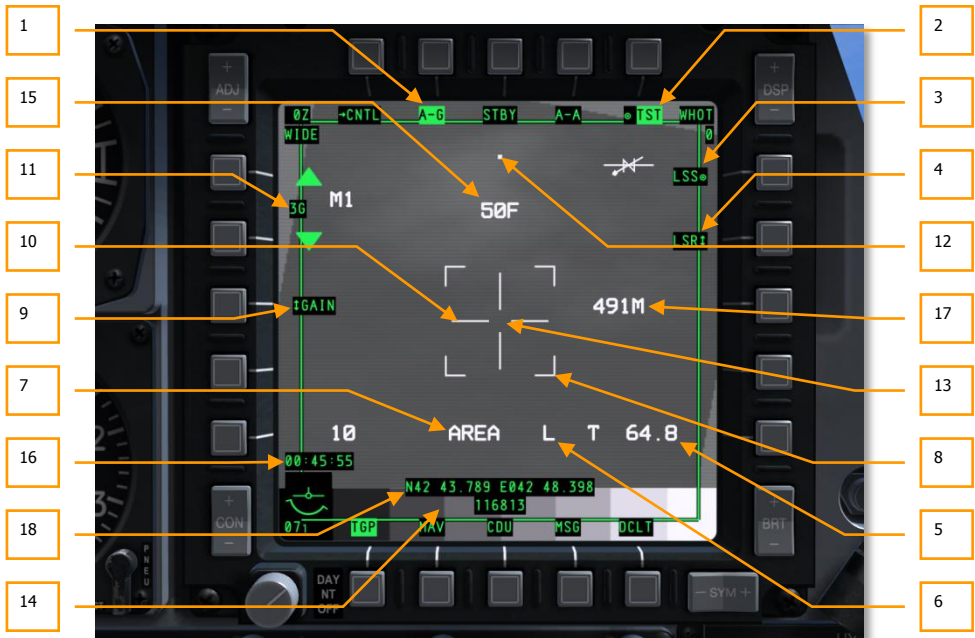 1
2
15
ADJ
DSP
3
0Z →CNTL A-G STBY A-A TST WHOT
WIDE 0
11
M1
LSS
4
3G
50F
10
LSR↕
12
9
↕GAIN
491M
17
7
13
16
10 AREA L T 64.8
8
00:45:55
18
CON
N42 43.789 E042 48.398
116813
BRT
5
071 TGP NAV CDU MSG DCLT
14
PNEU
DAY
NT
OFF
SYM
6